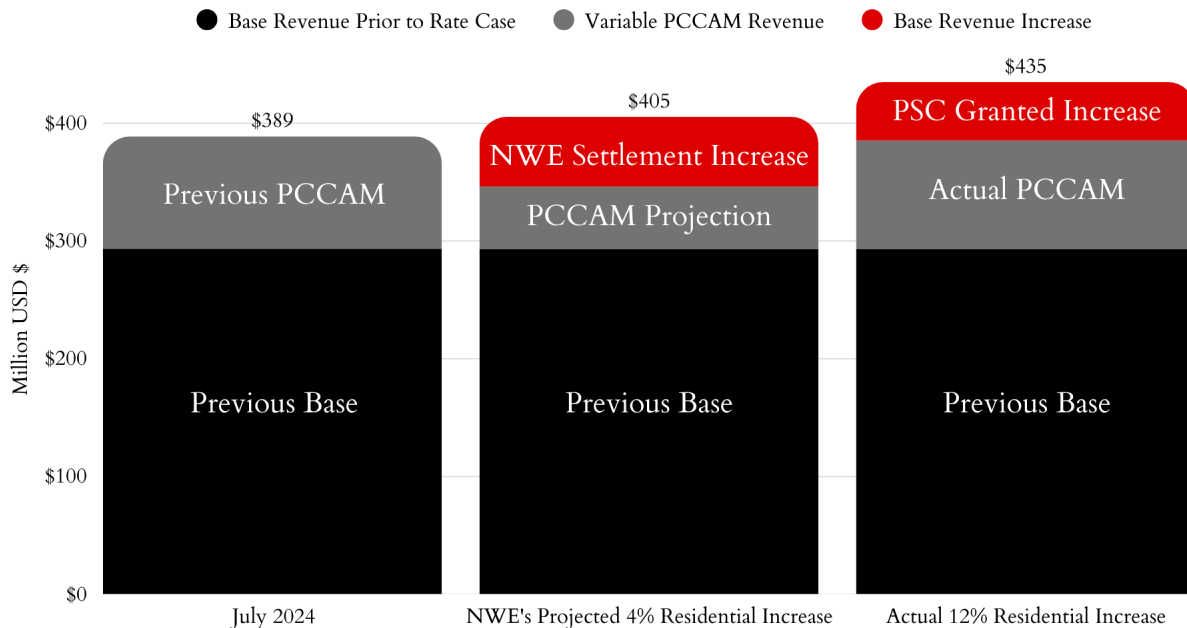 Base Revenue Prior to Rate Case
Variable PCCAM Revenue
Base Revenue Increase
Million USD $
$400
$300
$200
$100
$0
$389
Previous PCCAM
Previous Base
July 2024
$405
NWE Settlement Increase
PCCAM Projection
Previous Base
NWE's Projected 4% Residential Increase
$435
PSC Granted Increase
Actual PCCAM
Previous Base
Actual 12% Residential Increase